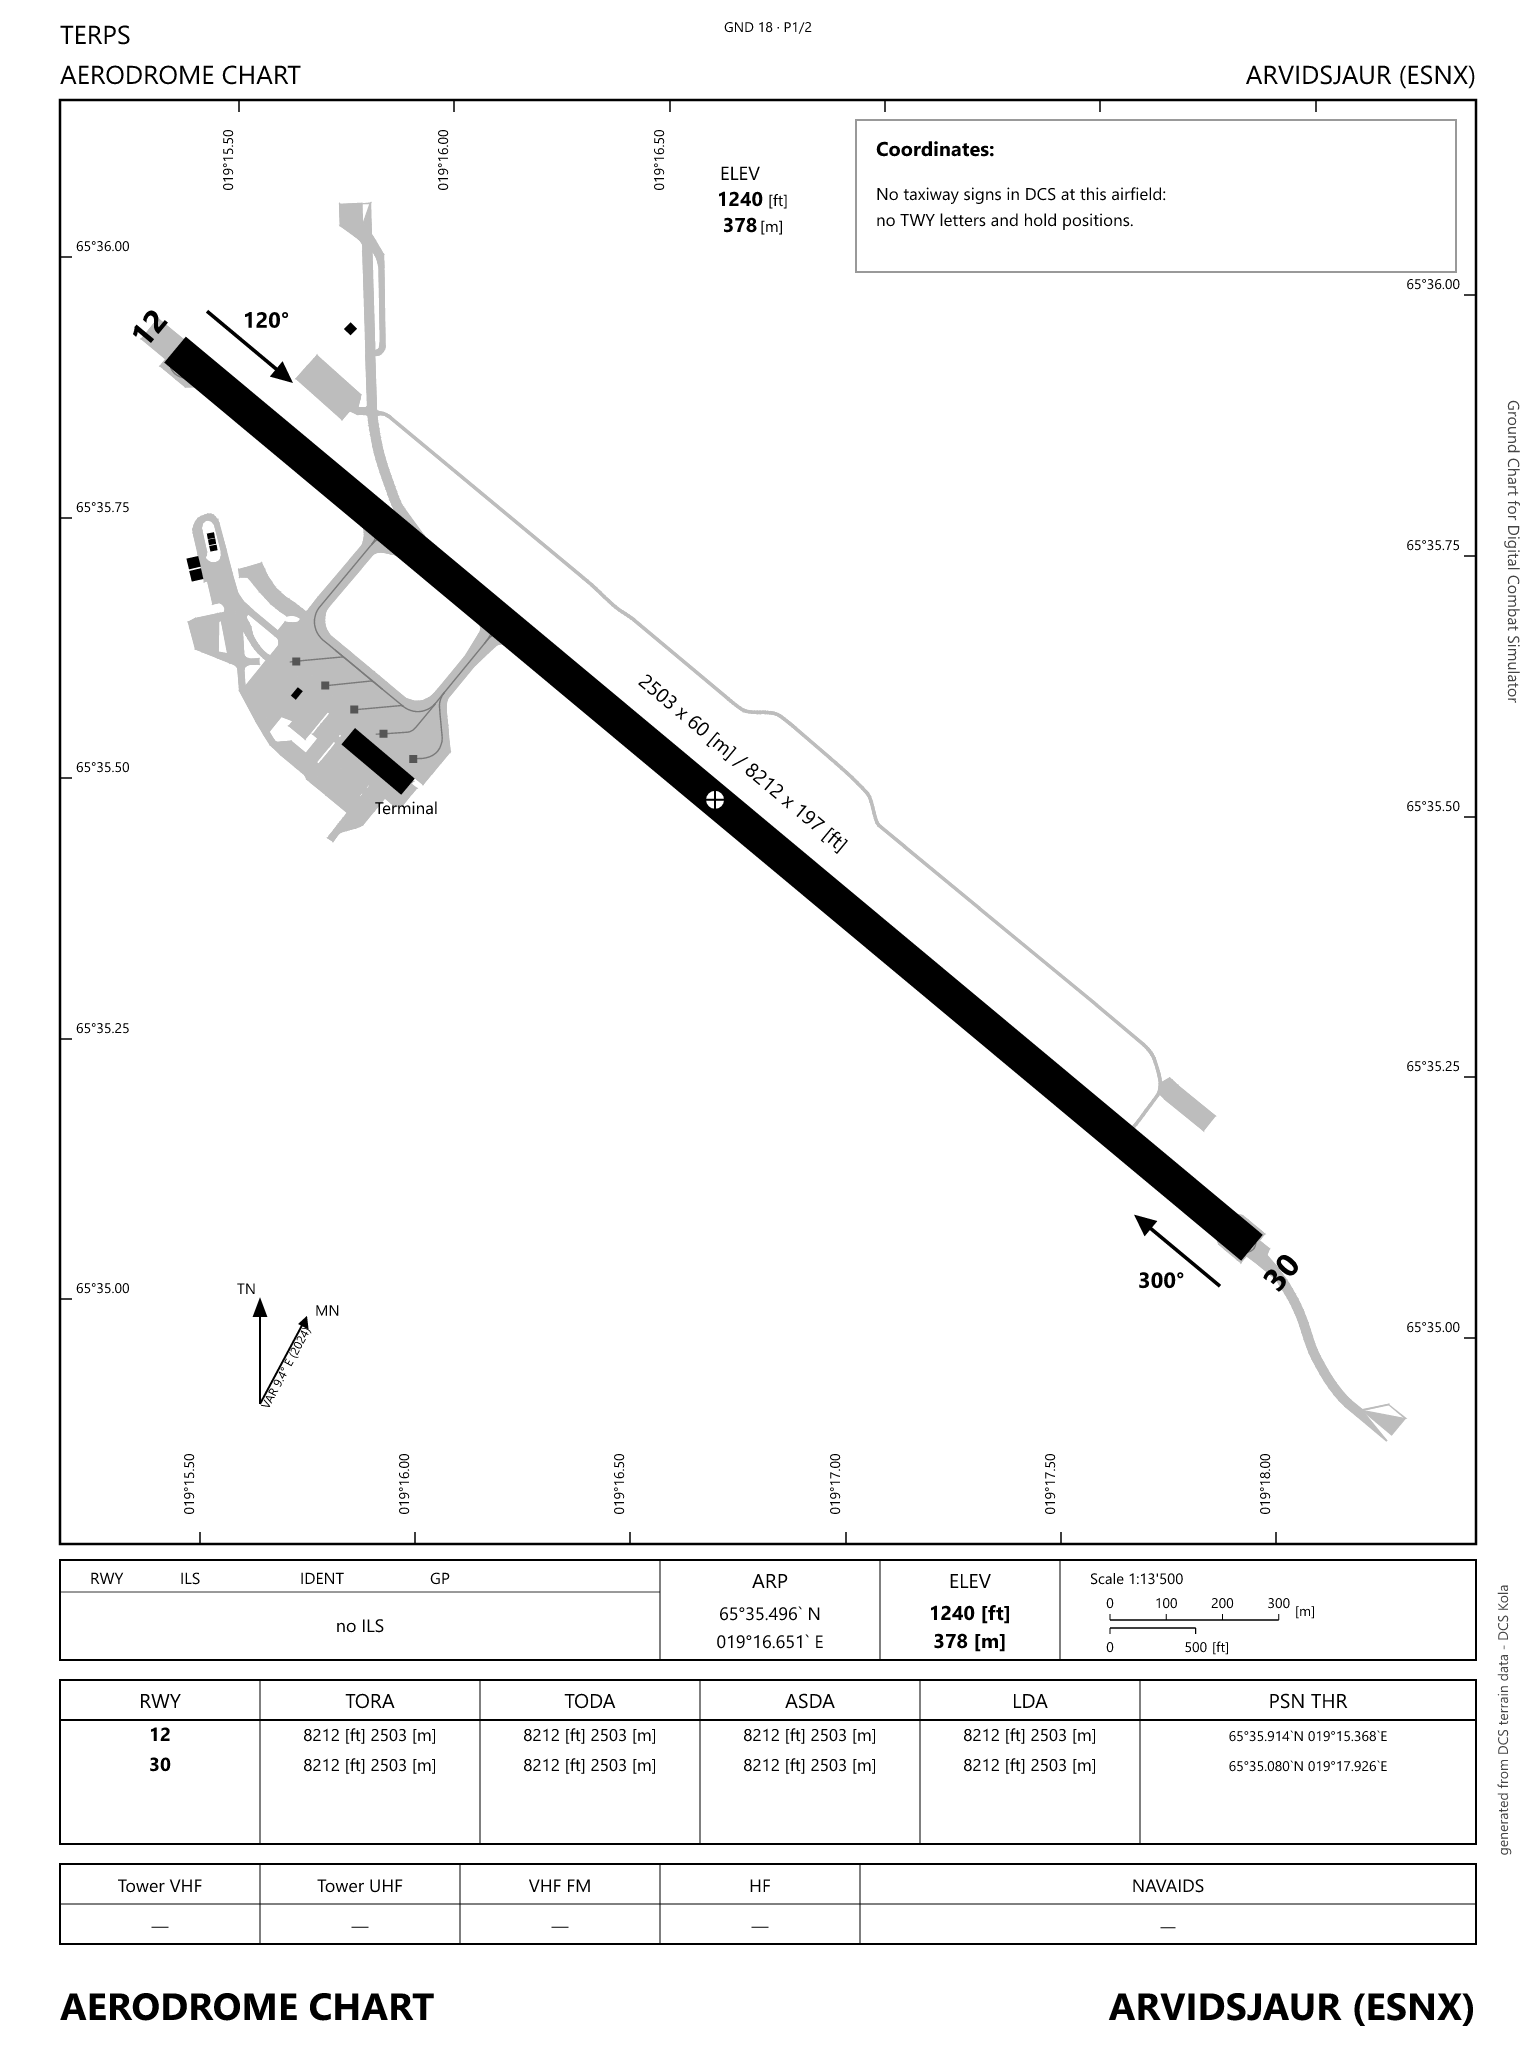 GND 18 · P1/2
TERPS
AERODROME CHART
ARVIDSJAUR (ESNX)
019°15.50
019°16.00
019°16.50
ELEV
1240 [ft]
378 [m]
Coordinates:
No taxiway signs in DCS at this airfield:
no TWY letters and hold positions.
65°36.00
65°36.00
12
120°
65°35.75
65°35.75
2503 x 60 [m] / 8212 x 197 [ft]
65°35.50
65°35.50
Terminal
65°35.25
65°35.25
300°
30
65°35.00
65°35.00
TN
MN
VAR 9.4° E (2024)
019°15.50
019°16.00
019°16.50
019°17.00
019°17.50
019°18.00
Ground Chart for Digital Combat Simulator
RWY ILS IDENT GP
no ILS
ARP
65°35.496` N
019°16.651` E
ELEV
1240 [ft]
378 [m]
Scale 1:13'500
0 100 200 300 [m]
0 500 [ft]
generated from DCS terrain data - DCS Kola
RWY TORA TODA ASDA LDA PSN THR
12 8212 [ft] 2503 [m] 8212 [ft] 2503 [m] 8212 [ft] 2503 [m] 8212 [ft] 2503 [m] 65°35.914`N 019°15.368`E
30 8212 [ft] 2503 [m] 8212 [ft] 2503 [m] 8212 [ft] 2503 [m] 8212 [ft] 2503 [m] 65°35.080`N 019°17.926`E
Tower VHF Tower UHF VHF FM HF NAVAIDS
— — — — —
AERODROME CHART
ARVIDSJAUR (ESNX)